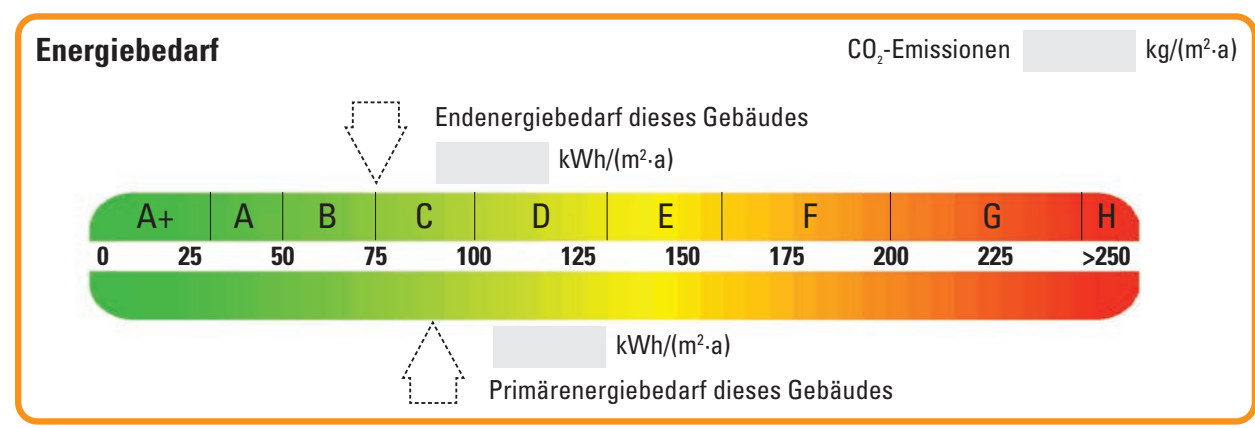 Energiebedarf
CO₂-Emissionen kg/(m²·a)
Endenergiebedarf dieses Gebäudes
kWh/(m²·a)
A+ A B C D E F G H
0 25 50 75 100 125 150 175 200 225 >250
kWh/(m²·a)
Primärenergiebedarf dieses Gebäudes